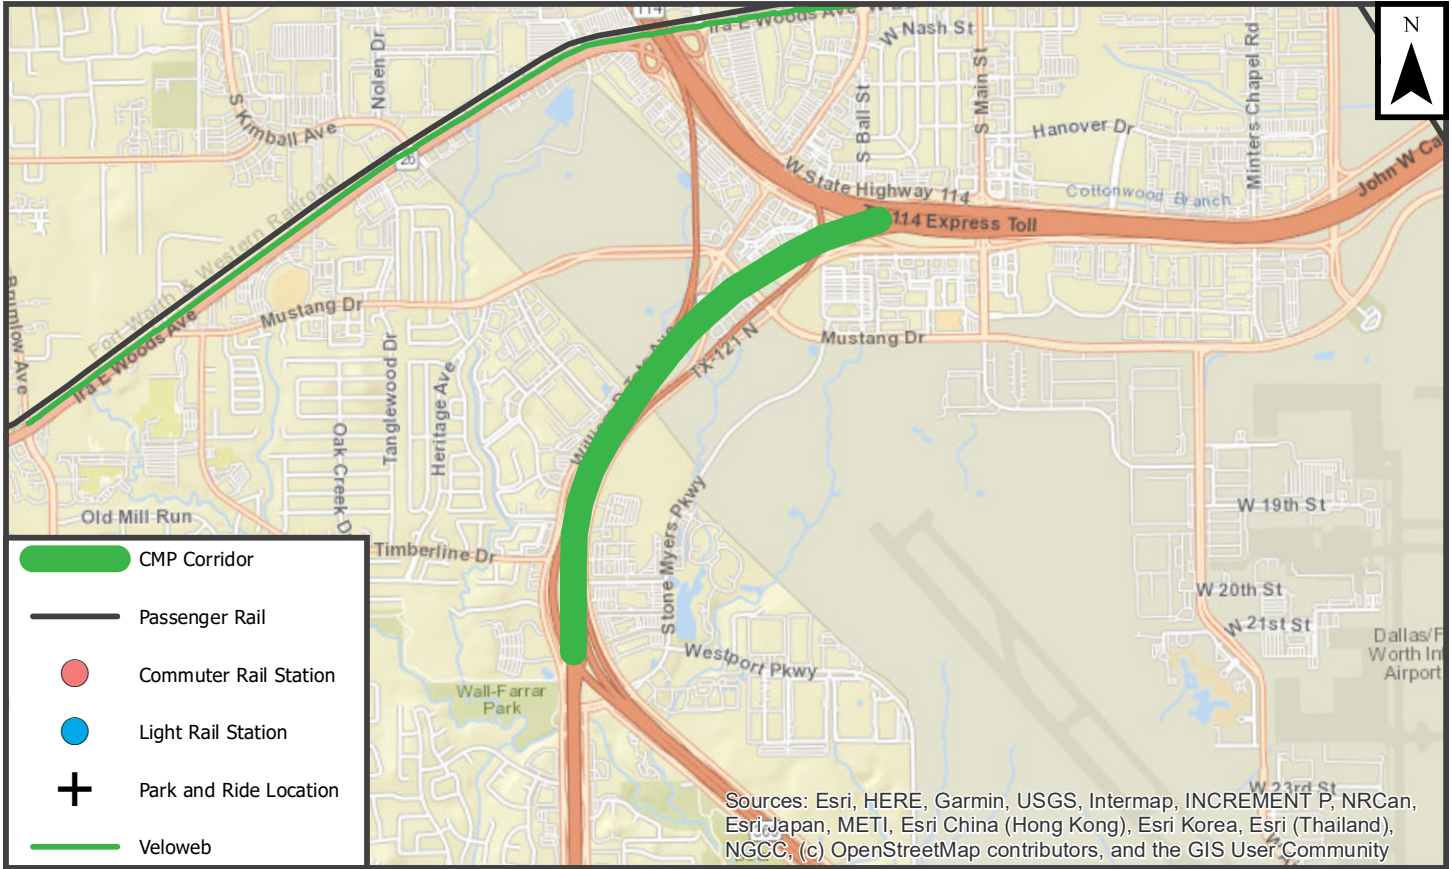 114
Ira E Woods Ave
W Nash St
N
Nolen Dr
S Kimball Ave
S Ball St
S Main St
Hanover Dr
Minters Chapel Rd
26
W State Highway 114
Cottonwood Branch
John W Ca
114 Express Toll
Fort Worth & Western Railroad
Mustang Dr
Ira E Woods Ave
Mustang Dr
TX-121 N
Tanglewood Dr
Heritage Ave
Oak Creek D
Old Mill Run
Timberline Dr
Stone Myers Pkwy
W 19th St
W 20th St
W 21st St
Westport Pkwy
Dallas/F
Worth Int
Airport
Wall-Farrar
Park
W 23rd St
CMP Corridor
Passenger Rail
Commuter Rail Station
Light Rail Station
Park and Ride Location
Veloweb
Sources: Esri, HERE, Garmin, USGS, Intermap, INCREMENT P, NRCan,
Esri Japan, METI, Esri China (Hong Kong), Esri Korea, Esri (Thailand),
NGCC, (c) OpenStreetMap contributors, and the GIS User Community